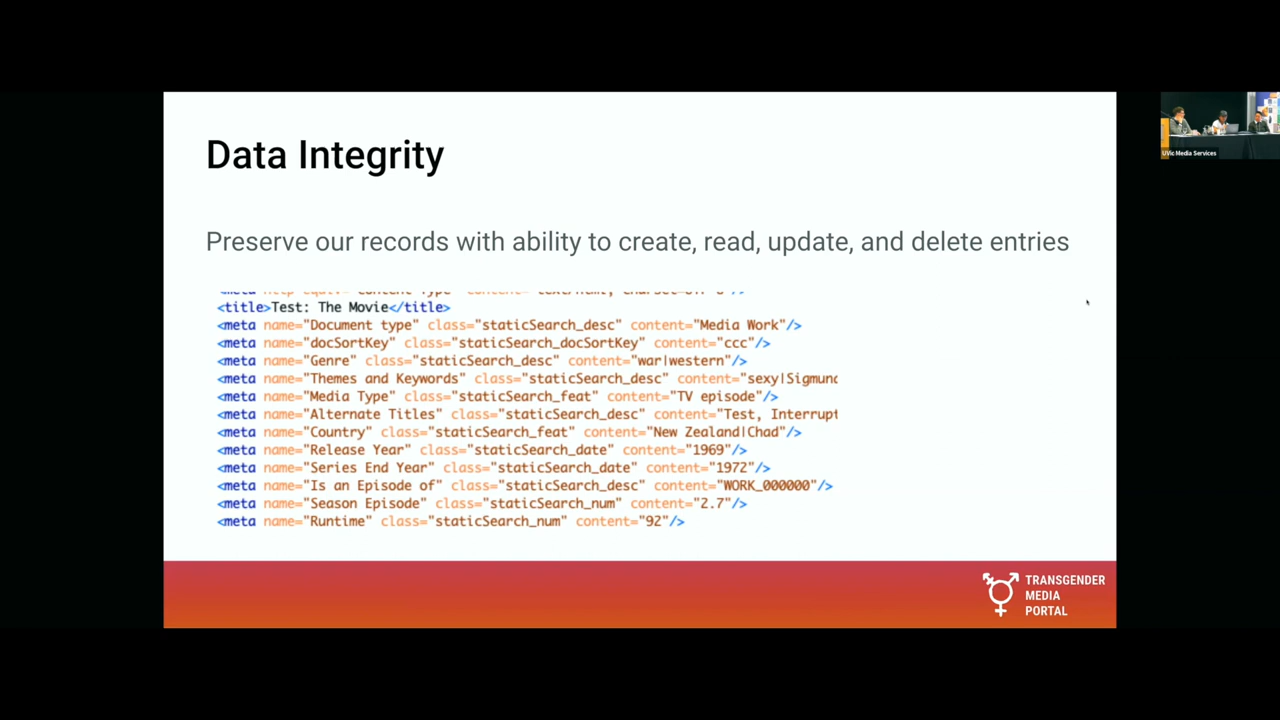 Data Integrity
Preserve our records with ability to create, read, update, and delete entries
<title>Test: The Movie</title>
<meta name="Document type" class="staticSearch_desc" content="Media Work"/>
<meta name="docSortKey" class="staticSearch_docSortKey" content="ccc"/>
<meta name="Genre" class="staticSearch_desc" content="war|western"/>
<meta name="Themes and Keywords" class="staticSearch_desc" content="sexy|Sigmund
<meta name="Media Type" class="staticSearch_feat" content="TV episode"/>
<meta name="Alternate Titles" class="staticSearch_desc" content="Test, Interrupt
<meta name="Country" class="staticSearch_feat" content="New Zealand|Chad"/>
<meta name="Release Year" class="staticSearch_date" content="1969"/>
<meta name="Series End Year" class="staticSearch_date" content="1972"/>
<meta name="Is an Episode of" class="staticSearch_desc" content="WORK_000000"/>
<meta name="Season Episode" class="staticSearch_num" content="2.7"/>
<meta name="Runtime" class="staticSearch_num" content="92"/>
TRANSGENDER
MEDIA
PORTAL
UVic Media Services